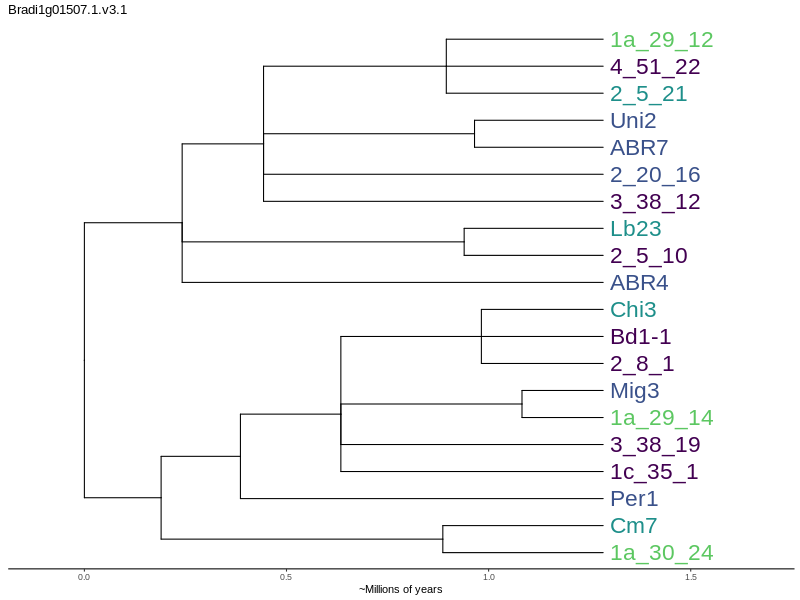 Bradi1g01507.1.v3.1
1a_29_12
4_51_22
2_5_21
Uni2
ABR7
2_20_16
3_38_12
Lb23
2_5_10
ABR4
Chi3
Bd1-1
2_8_1
Mig3
1a_29_14
3_38_19
1c_35_1
Per1
Cm7
1a_30_24
0.0 0.5 1.0 1.5
~Millions of years